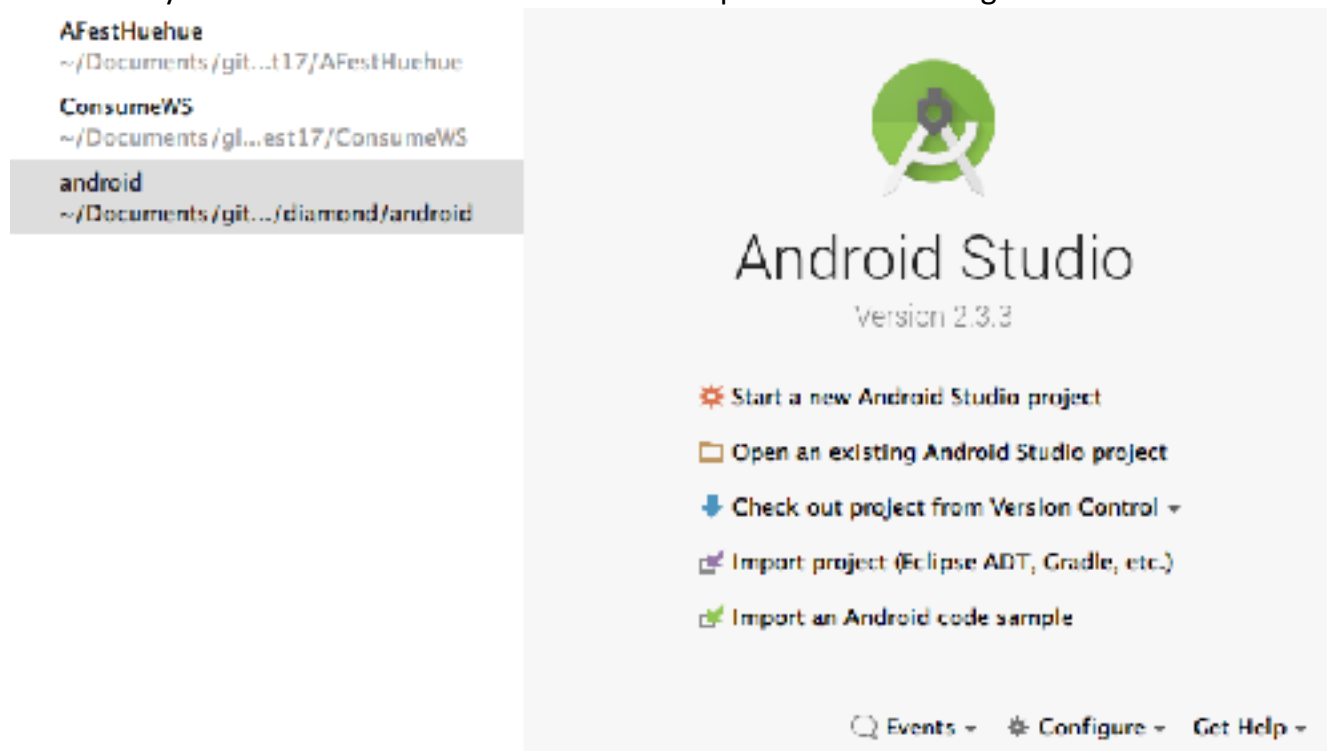 AFestHuehue
~/Documents/git...t17/AFestHuehue
ConsumeWS
~/Documents/gl...est17/ConsumeWS
android
~/Documents/git.../diamond/android
Android Studio
Version 2.3.3
Start a new Android Studio project
Open an existing Android Studio project
Check out project from Version Control
Import project (Eclipse ADT, Gradle, etc.)
Import an Android code sample
Events
Configure
Get Help